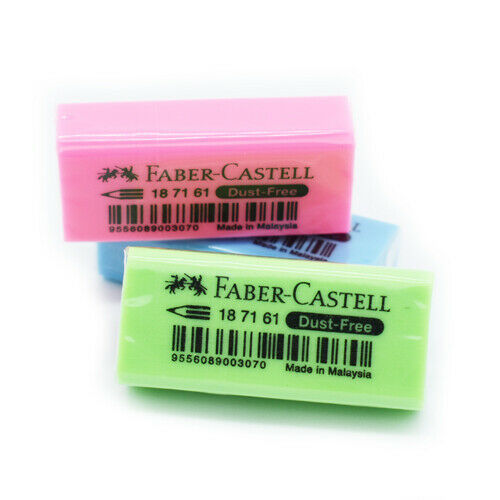 FABER-CASTELL
18 71 61 Dust-Free
9556089003070 Made in Malaysia
FABER-CASTELL
18 71 61 Dust-Free
9556089003070 Made in Malaysia